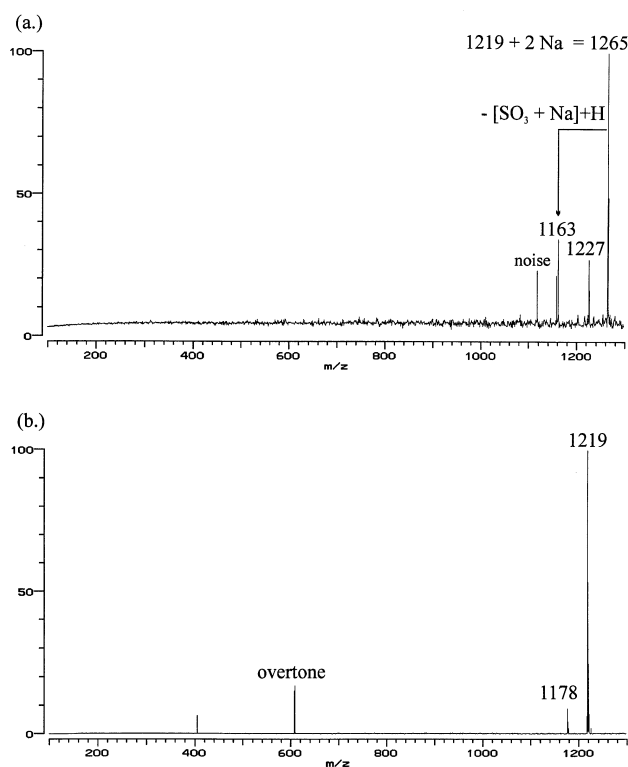 (a.)
1219 + 2 Na = 1265
100
- [SO₃ + Na]+H
50
1163
1227
noise
0
200 400 600 800 1000 1200
m/z
(b.)
1219
100
50
overtone
1178
0
200 400 600 800 1000 1200
m/z